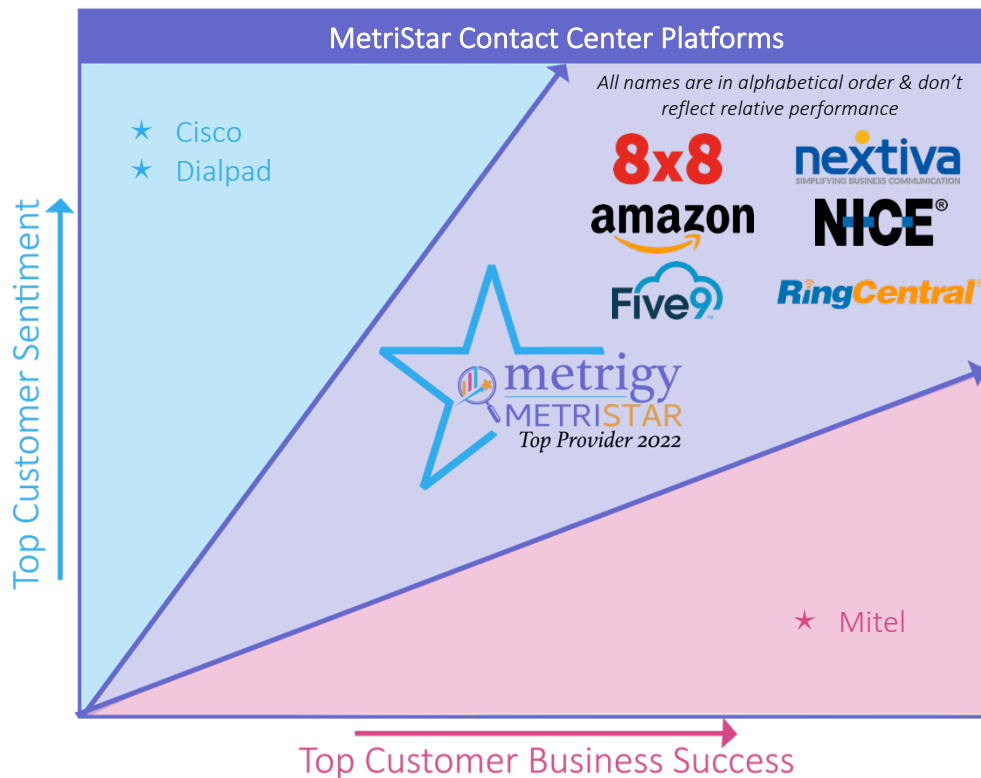 MetriStar Contact Center Platforms
All names are in alphabetical order & don't
reflect relative performance
★ Cisco
★ Dialpad
8x8
nextiva
SIMPLIFYING BUSINESS COMMUNICATION
amazon
NICE®
Five9™
RingCentral®
metrigy
METRISTAR
Top Provider 2022
★ Mitel
Top Customer Sentiment
Top Customer Business Success